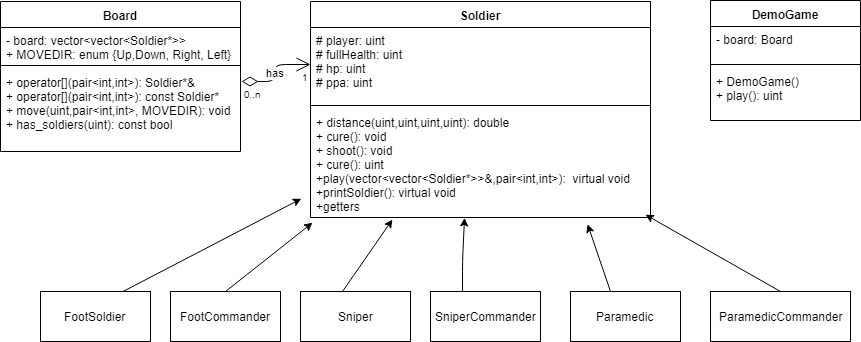 Board
- board: vector<vector<Soldier*>>
+ MOVEDIR: enum {Up,Down, Right, Left}
+ operator[](pair<int,int>): Soldier*&
+ operator[](pair<int,int>): const Soldier*
+ move(uint,pair<int,int>, MOVEDIR): void
+ has_soldiers(uint): const bool
has
0..n
1
Soldier
# player: uint
# fullHealth: uint
# hp: uint
# ppa: uint
+ distance(uint,uint,uint,uint): double
+ cure(): void
+ shoot(): void
+ cure(): uint
+play(vector<vector<Soldier*>>&,pair<int,int>): virtual void
+printSoldier(): virtual void
+getters
DemoGame
- board: Board
+ DemoGame()
+ play(): uint
FootSoldier
FootCommander
Sniper
SniperCommander
Paramedic
ParamedicCommander